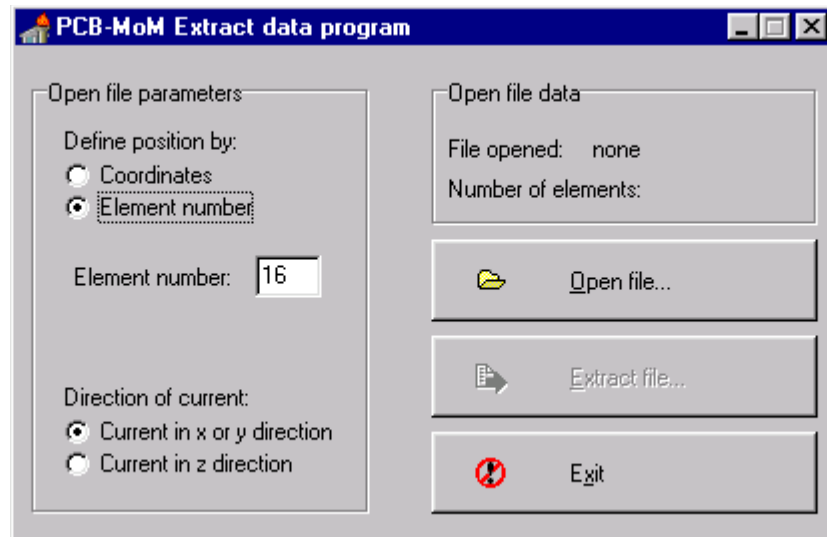 PCB-MoM Extract data program
Open file parameters
Define position by:
Coordinates
Element number
Element number: 16
Direction of current:
Current in x or y direction
Current in z direction
Open file data
File opened: none
Number of elements:
Open file...
Extract file...
Exit